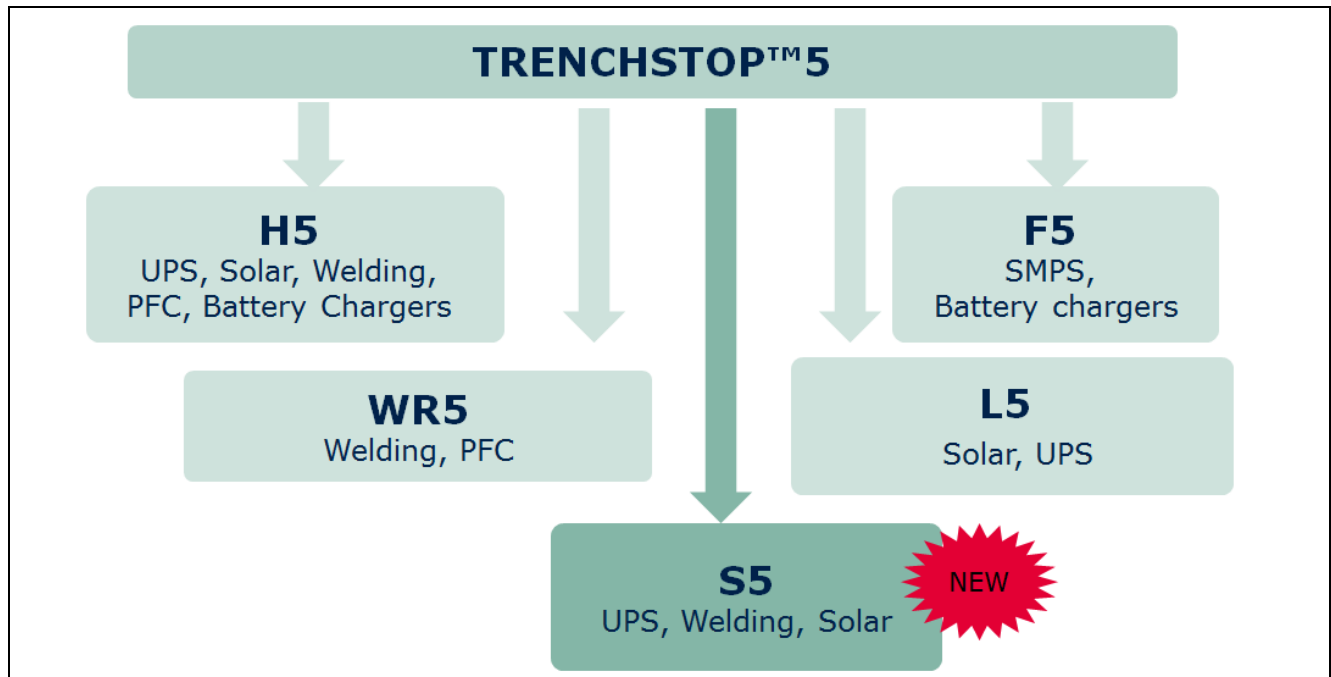 TRENCHSTOP™5
H5
UPS, Solar, Welding,
PFC, Battery Chargers
F5
SMPS,
Battery chargers
WR5
Welding, PFC
L5
Solar, UPS
S5
UPS, Welding, Solar
NEW